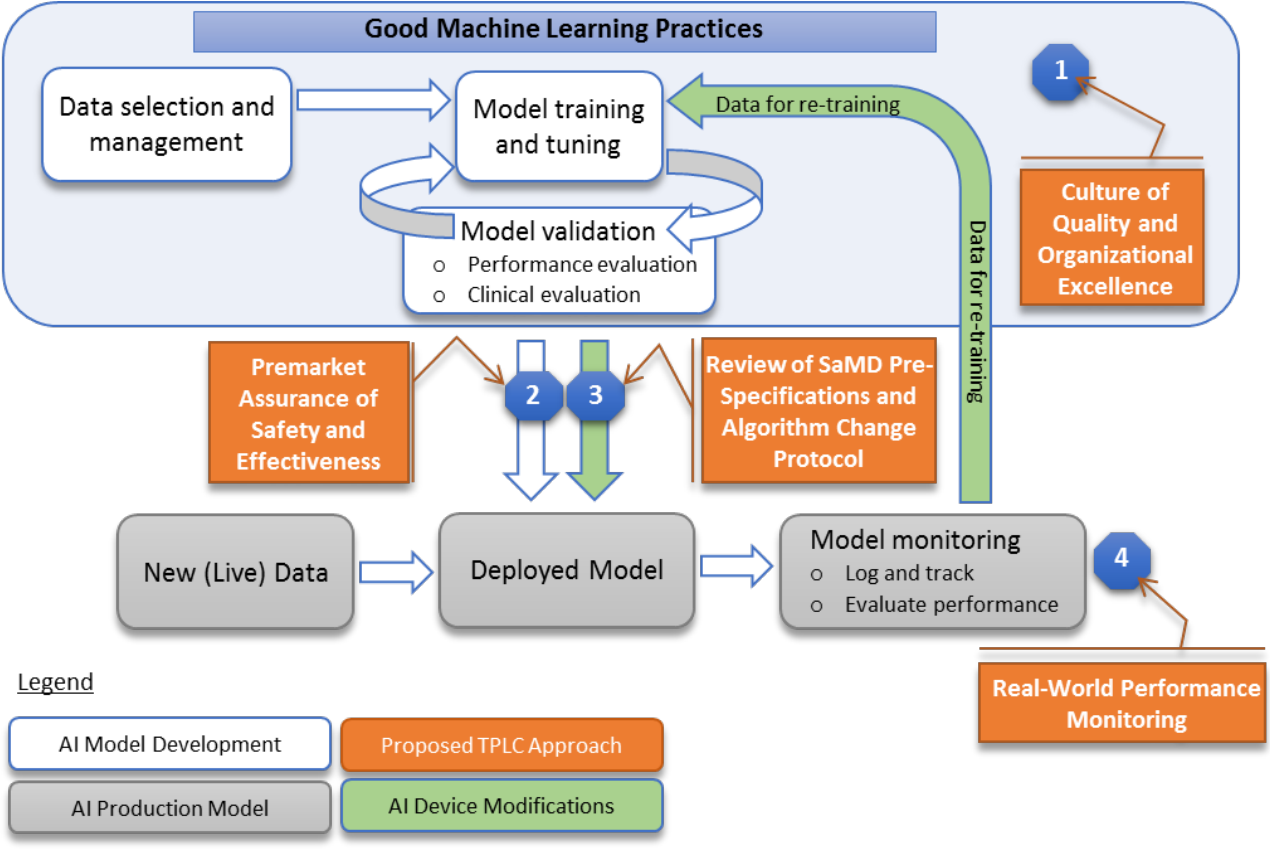 Good Machine Learning Practices
Data selection and
management
Model training
and tuning
Data for re-training
1
Culture of
Quality and
Organizational
Excellence
Model validation
o Performance evaluation
o Clinical evaluation
Data for re-training
Premarket
Assurance of
Safety and
Effectiveness
2
3
Review of SaMD Pre-
Specifications and
Algorithm Change
Protocol
New (Live) Data
Deployed Model
Model monitoring
o Log and track
o Evaluate performance
4
Real-World Performance
Monitoring
Legend
AI Model Development
Proposed TPLC Approach
AI Production Model
AI Device Modifications